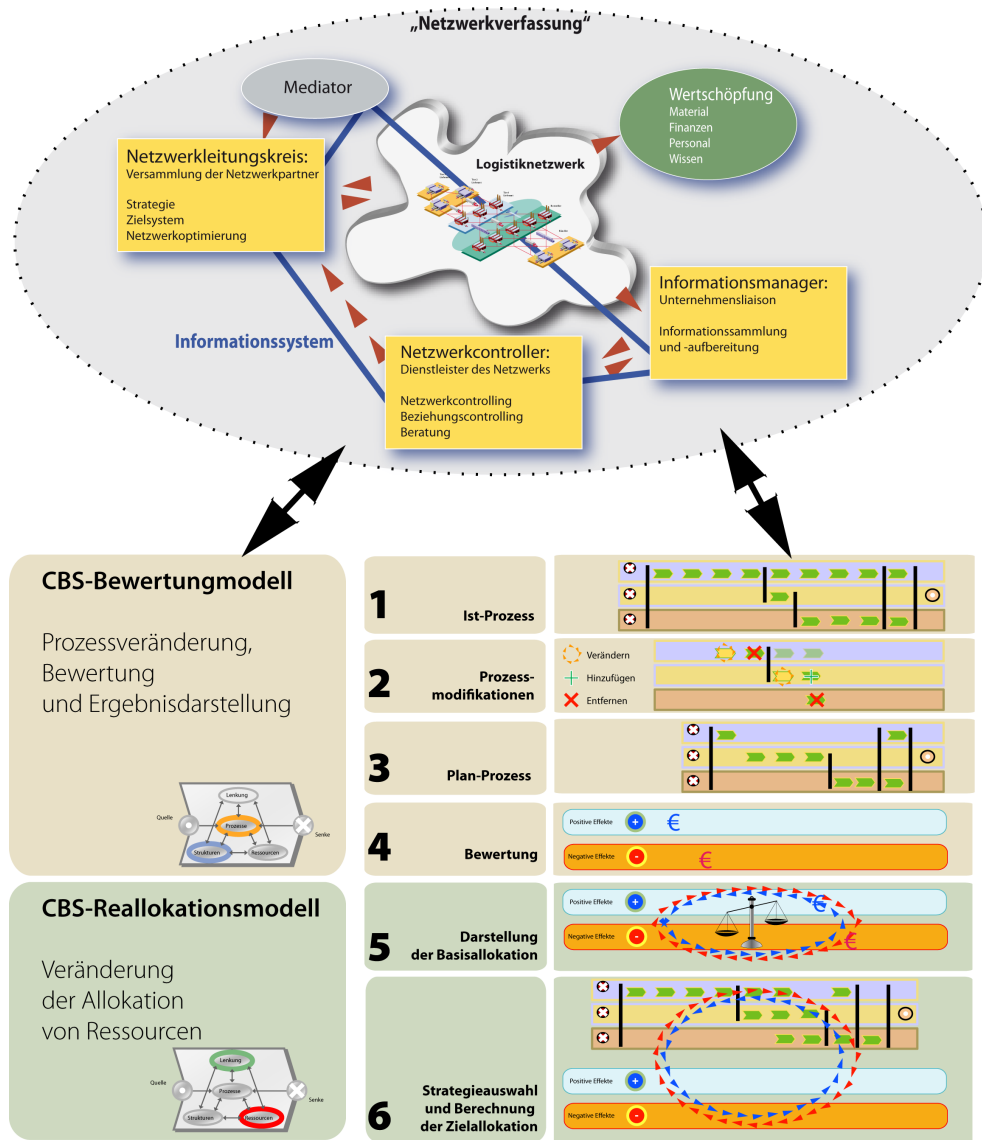 „Netzwerkverfassung“
Mediator
Wertschöpfung
Material
Finanzen
Personal
Wissen
Netzwerkleitungskreis:
Versammlung der Netzwerkpartner
Strategie
Zielsystem
Netzwerkoptimierung
Logistiknetzwerk
Informationsmanager:
Unternehmensliaison
Informationssammlung
und -aufbereitung
Informationssystem
Netzwerkcontroller:
Dienstleister des Netzwerks
Netzwerkcontrolling
Beziehungscontrolling
Beratung
CBS-Bewertungmodell
Prozessveränderung,
Bewertung
und Ergebnisdarstellung
Lenkung
Quelle
Prozesse
Senke
Strukturen
Ressourcen
1
Ist-Prozess
2
Prozess-
modifikationen
Verändern
Hinzufügen
Entfernen
3
Plan-Prozess
4
Bewertung
Positive Effekte
+
€
Negative Effekte
-
€
CBS-Reallokationsmodell
Veränderung
der Allokation
von Ressourcen
Lenkung
Quelle
Prozesse
Senke
Strukturen
Ressourcen
5
Darstellung
der Basisallokation
Positive Effekte
+
€
Negative Effekte
-
€
6
Strategieauswahl
und Berechnung
der Zielallokation
Positive Effekte
+
Negative Effekte
-